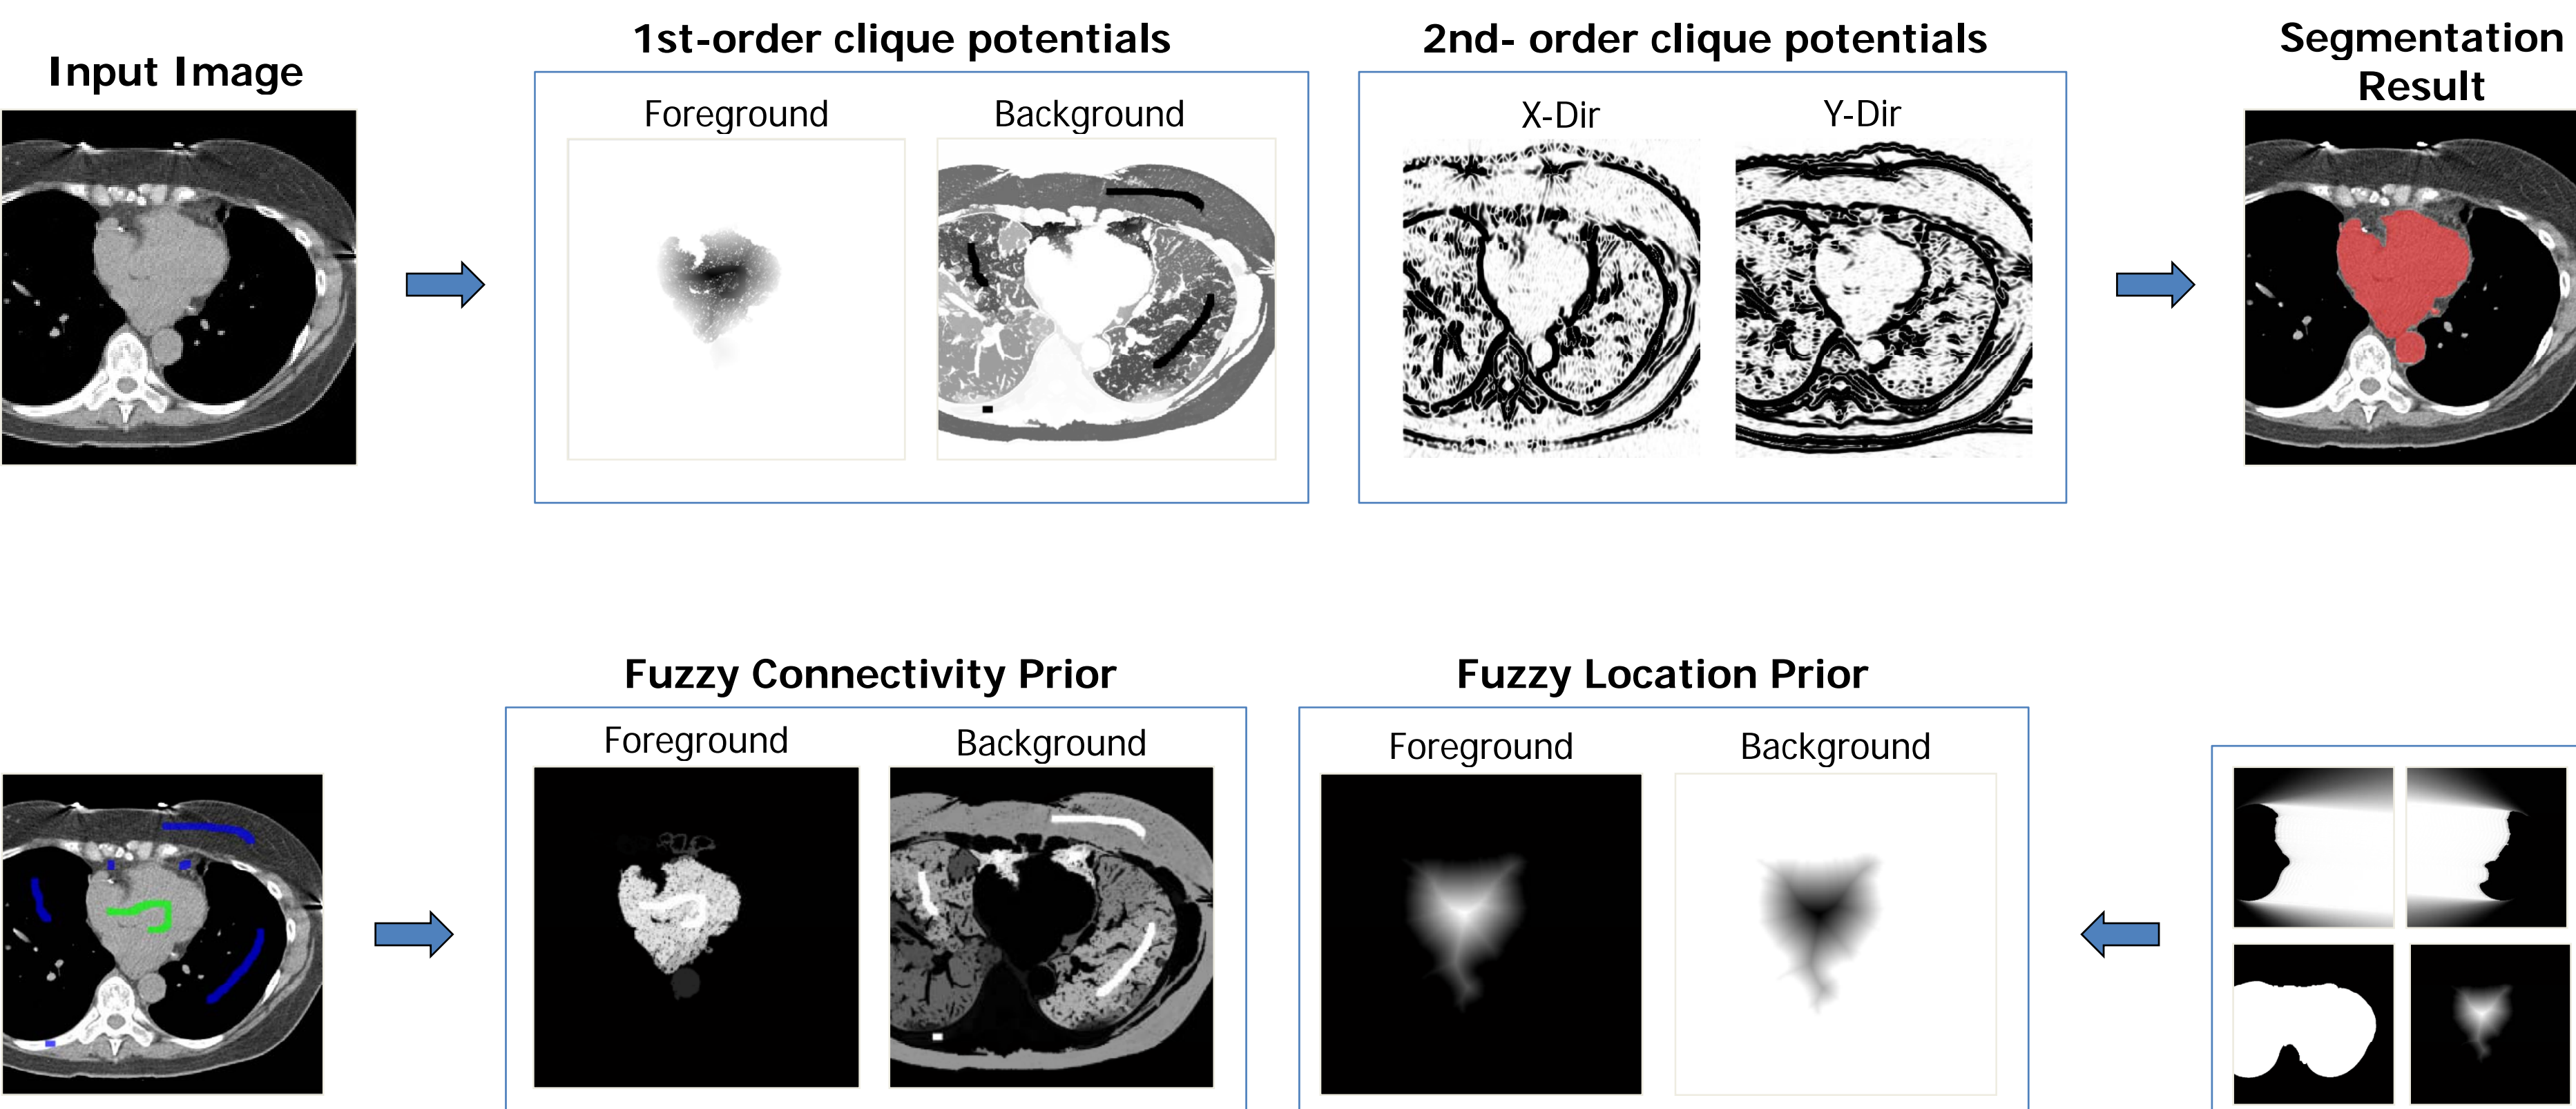 Input Image
1st-order clique potentials
Foreground
Background
2nd- order clique potentials
X-Dir
Y-Dir
Segmentation
Result
Fuzzy Connectivity Prior
Foreground
Background
Fuzzy Location Prior
Foreground
Background